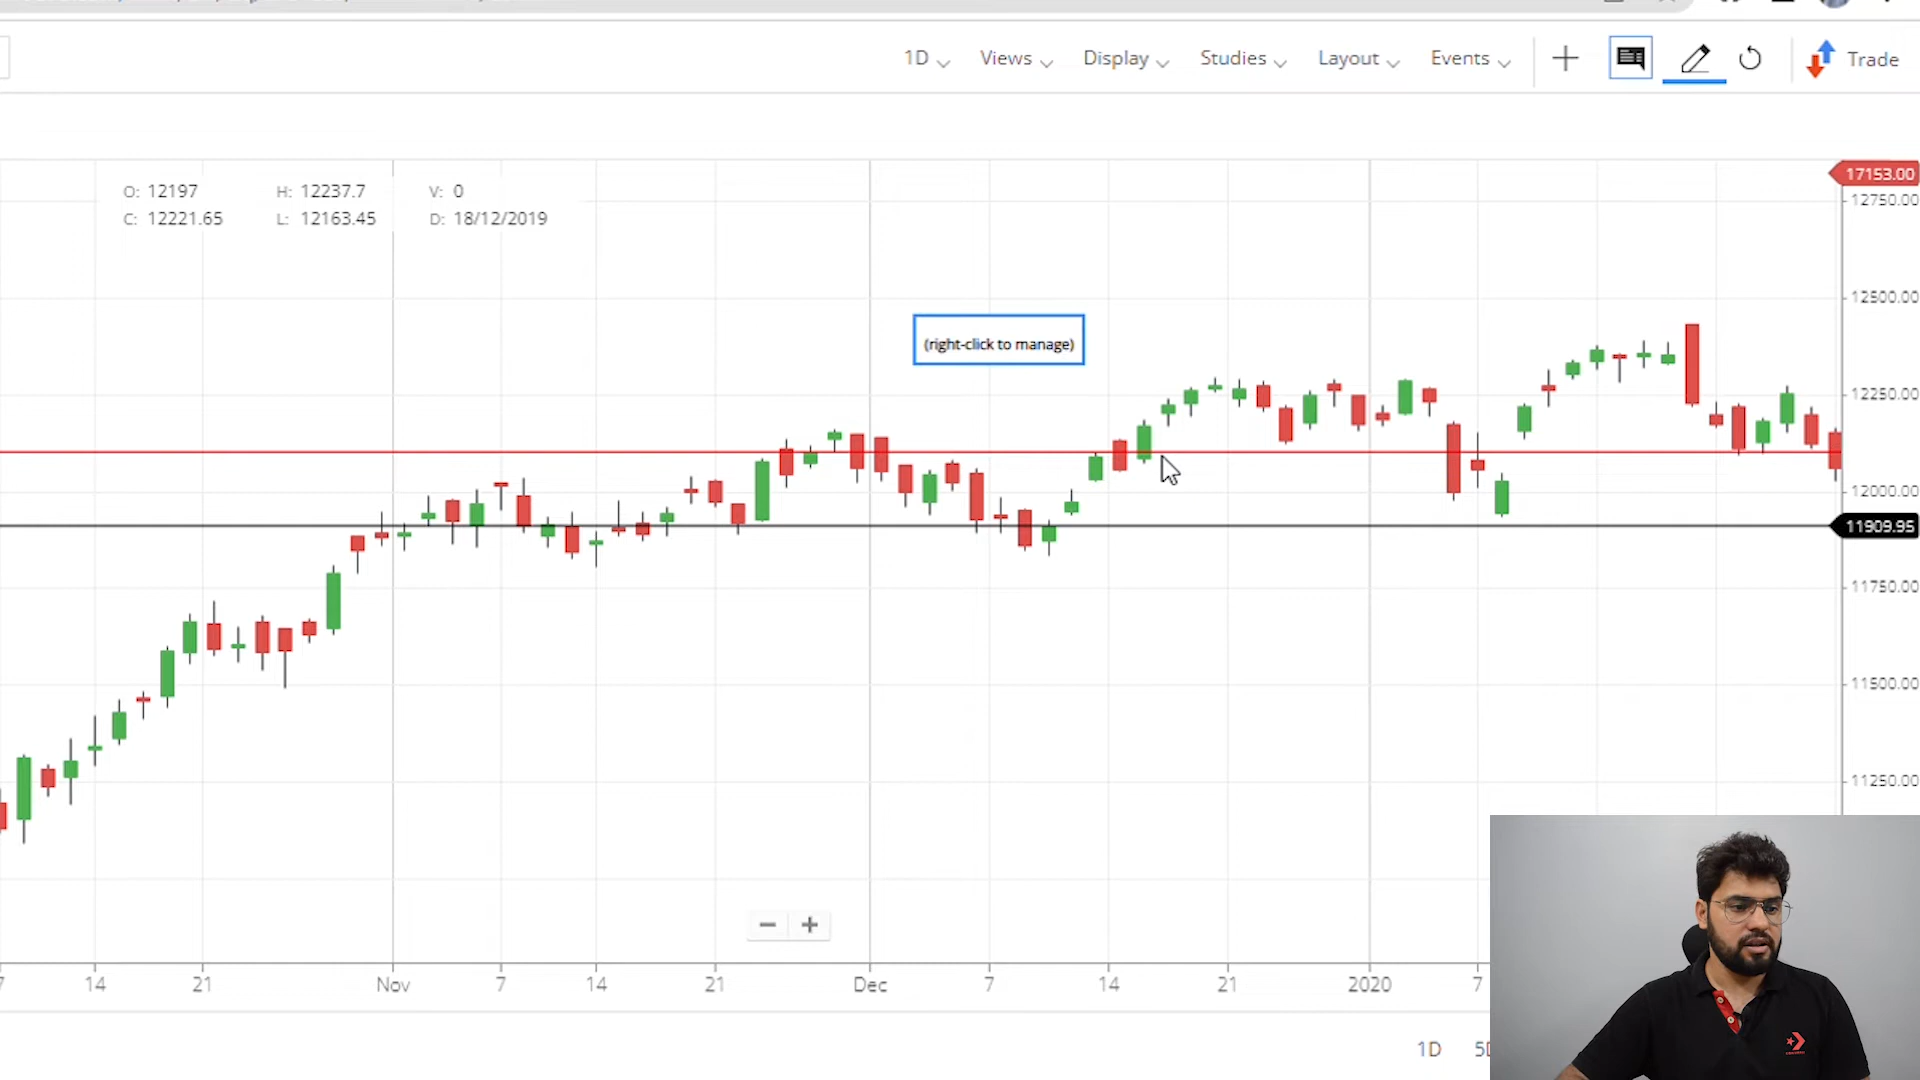 1D Views Display Studies Layout Events Trade
O: 12197 H: 12237.7 V: 0
C: 12221.65 L: 12163.45 D: 18/12/2019
17153.00
12750.00
12500.00
(right-click to manage)
12250.00
12000.00
11909.95
11750.00
11500.00
11250.00
7 14 21 Nov 7 14 21 Dec 7 14 21 2020 7
1D